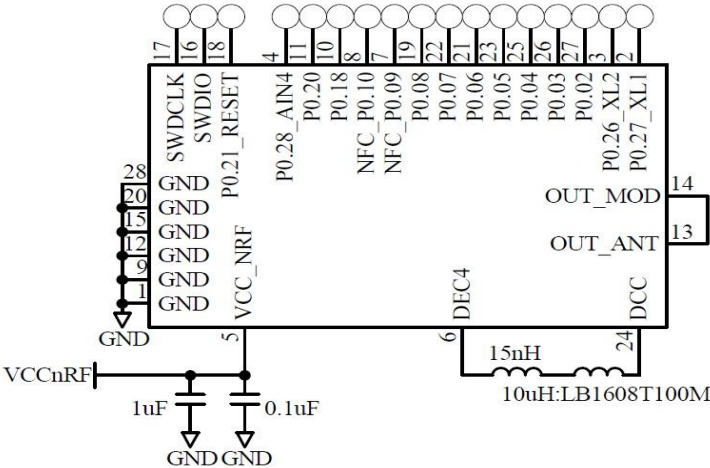 17 16 18 4 11 10 8 7 19 22 21 23 25 26 27 3 2
SWDCLK
SWDIO
P0.21_RESET
P0.28_AIN4
P0.20
P0.18
NFC_P0.10
NFC_P0.09
P0.08
P0.07
P0.06
P0.05
P0.04
P0.03
P0.02
P0.26_XL2
P0.27_XL1
28 GND
20 GND
15 GND
12 GND
9 GND
1 GND
GND
OUT_MOD 14
OUT_ANT 13
VCC_NRF
5
DEC4
6
DCC
24
15nH
10uH:LB1608T100M
VCCnRF
1uF
0.1uF
GND GND